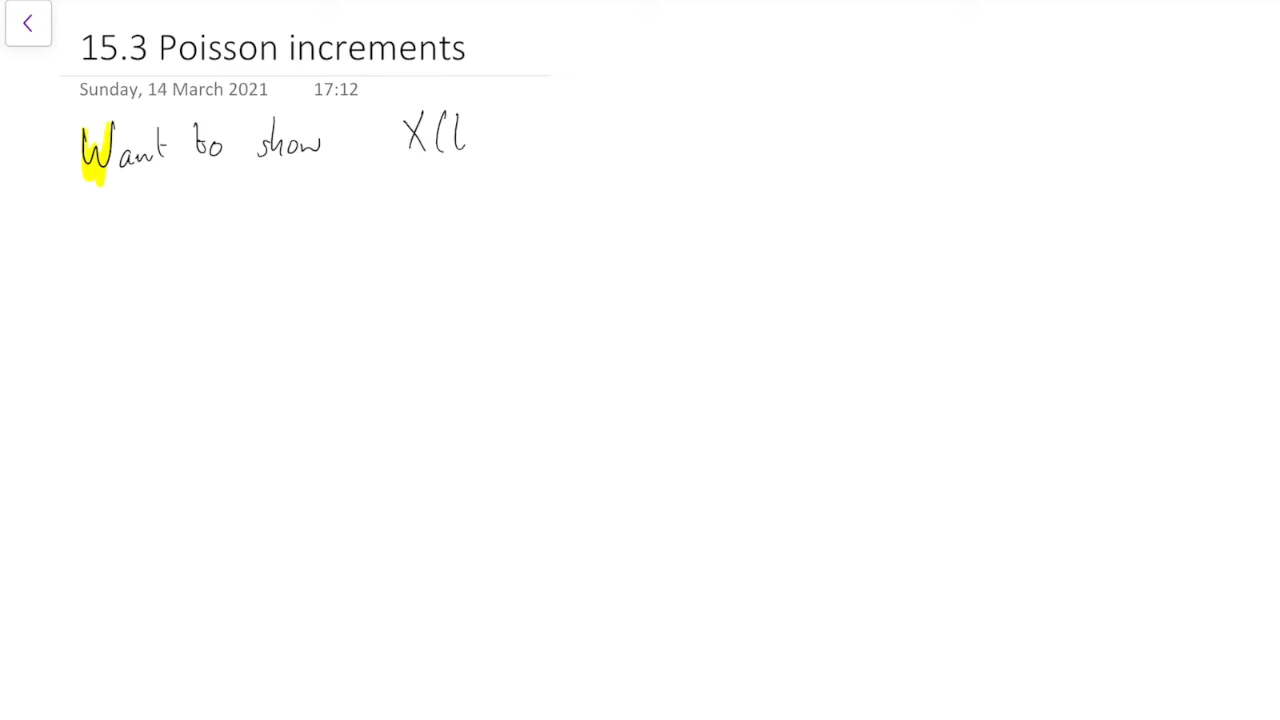 15.3 Poisson increments
Sunday, 14 March 2021 17:12
Want to show X(